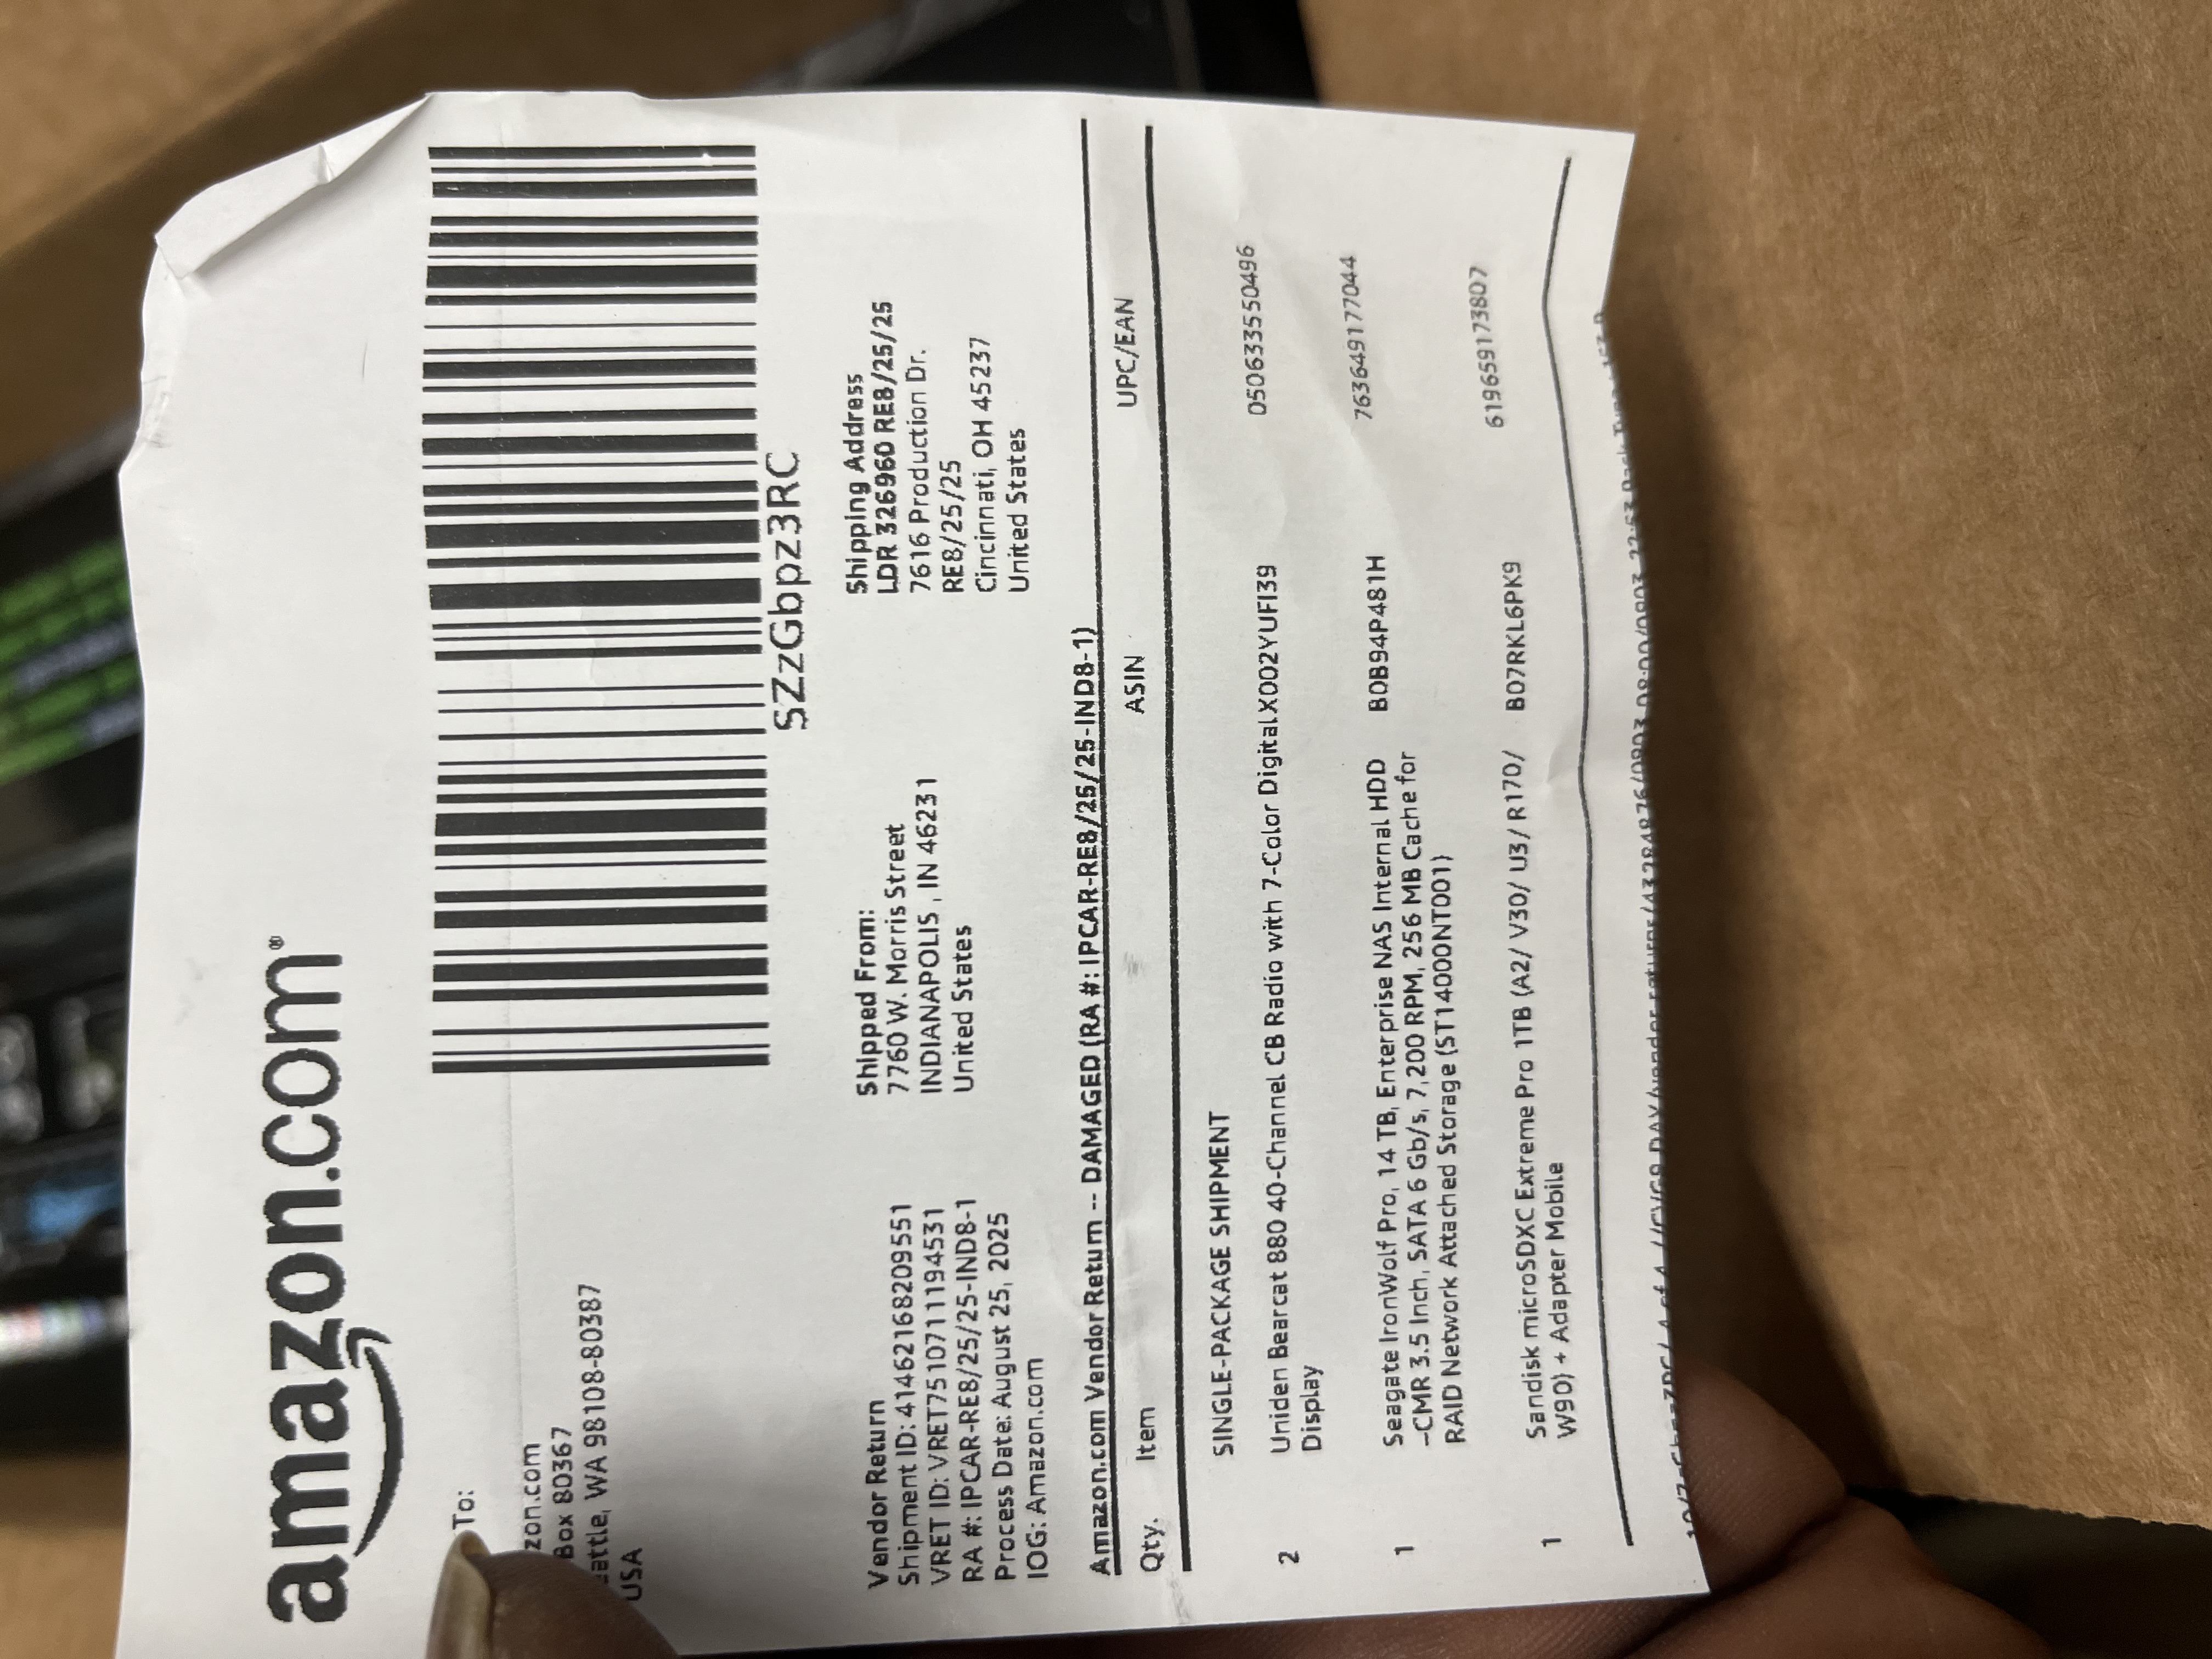 amazon.com®
To:
zon.com
Box 80367
attle, WA 98108-80387
USA
SZzGbpz3RC
Vendor Return
Shipment ID: 41462168209551
VRET ID: VRET7510711194531
RA #: IPCAR-RE8/25/25-IND8-1
Process Date: August 25, 2025
IOG: Amazon.com
Shipped From:
7760 W. Morris Street
INDIANAPOLIS , IN 46231
United States
Shipping Address
LDR 326960 RE8/25/25
7616 Production Dr.
RE8/25/25
Cincinnati, OH 45237
United States
Amazon.com Vendor Return -- DAMAGED (RA #: IPCAR-RE8/25/25-IND8-1)
Qty. Item ASIN UPC/EAN
SINGLE-PACKAGE SHIPMENT
2 Uniden Bearcat 880 40-Channel CB Radio with 7-Color Digital X002YUFI39 050633550496
Display
1 Seagate IronWolf Pro, 14 TB, Enterprise NAS Internal HDD B0B94P481H 763649177044
-CMR 3.5 Inch, SATA 6 Gb/s, 7,200 RPM, 256 MB Cache for
RAID Network Attached Storage (ST14000NT001)
1 Sandisk microSDXC Extreme Pro 1TB (A2/ V30/ U3/ R170/ B07RKL6PK9 619659173807
W90) + Adapter Mobile